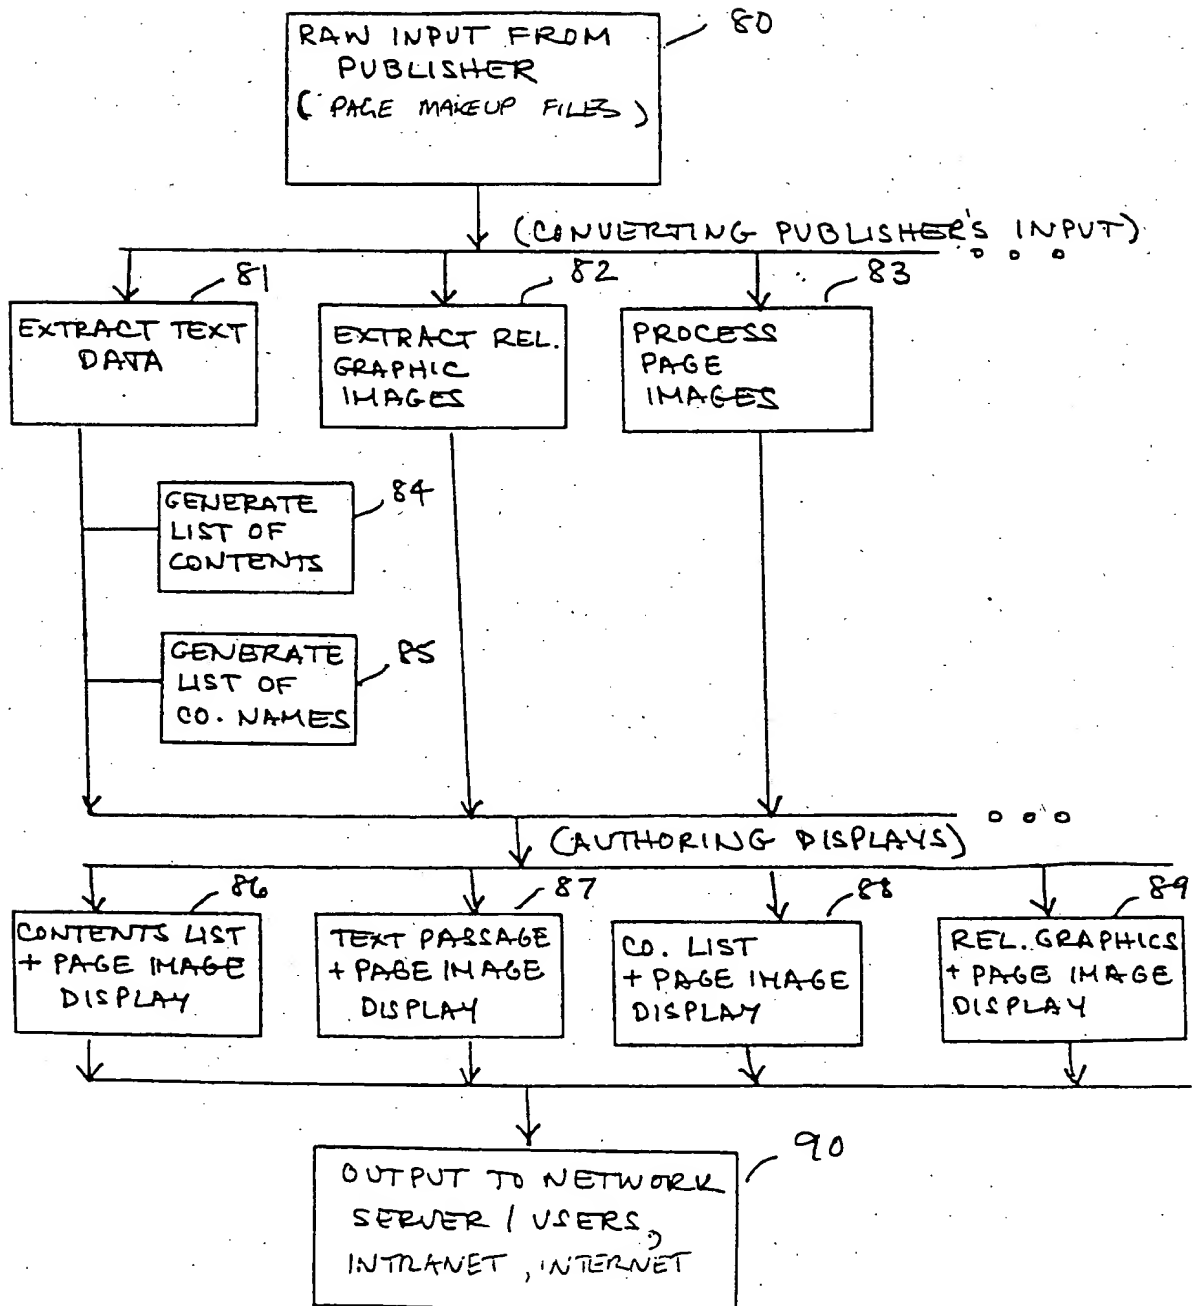 RAW INPUT FROM
PUBLISHER
( PAGE MAKEUP FILES )
80
(CONVERTING PUBLISHER'S INPUT)
81
EXTRACT TEXT
DATA
82
EXTRACT REL.
GRAPHIC
IMAGES
83
PROCESS
PAGE
IMAGES
84
GENERATE
LIST OF
CONTENTS
85
GENERATE
LIST OF
CO. NAMES
(AUTHORING DISPLAYS)
86
CONTENTS LIST
+ PAGE IMAGE
DISPLAY
87
TEXT PASSAGE
+ PAGE IMAGE
DISPLAY
88
CO. LIST
+ PAGE IMAGE
DISPLAY
89
REL. GRAPHICS
+ PAGE IMAGE
DISPLAY
90
OUTPUT TO NETWORK
SERVER / USERS,
INTRANET, INTERNET